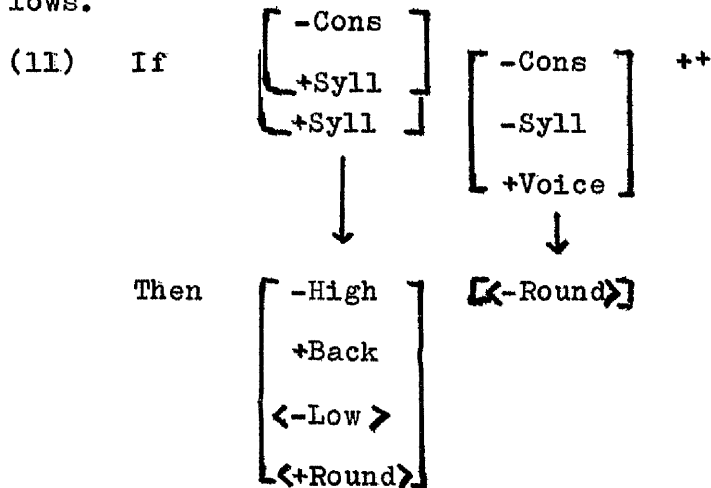 lows.
(11) If [-Cons +Syll] +Syll] [-Cons -Syll +Voice] ++
Then [-High +Back <-Low> <+Round>] [<-Round>]